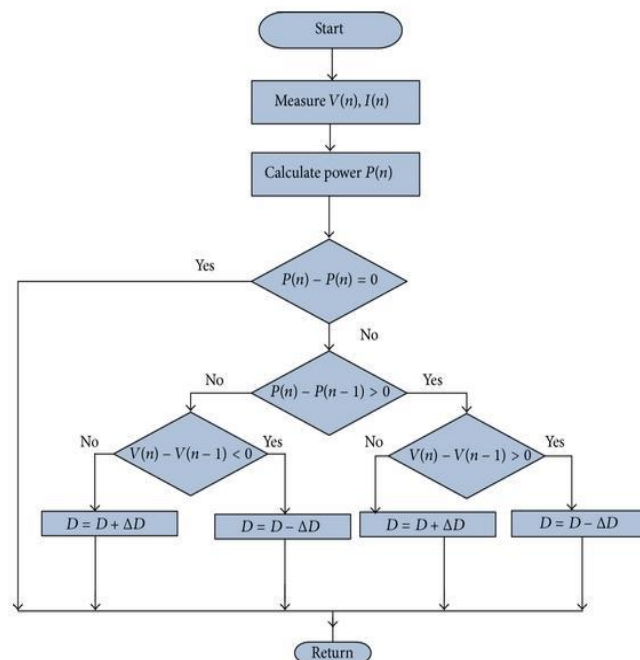 Start
Measure V(n), I(n)
Calculate power P(n)
Yes
P(n) − P(n) = 0
No
No
P(n) − P(n − 1) > 0
Yes
No
V(n) − V(n − 1) < 0
Yes
No
V(n) − V(n − 1) > 0
Yes
D = D + ΔD
D = D − ΔD
D = D + ΔD
D = D − ΔD
Return